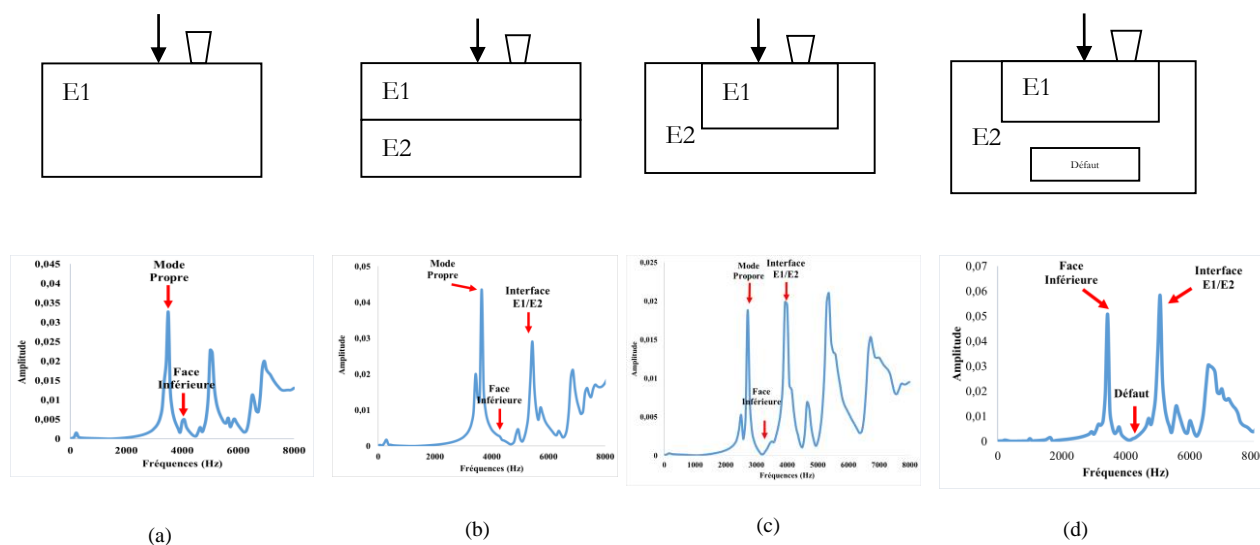 E1
E1
E2
E1
E2
E1
E2
Défaut
Mode
Propre
Face
Inférieure
0,045
0,04
0,035
0,03
0,025
0,02
0,015
0,01
0,005
0
Amplitude
0 2000 4000 6000 8000
Fréquences (Hz)
Mode
Propre
Interface
E1/E2
Face
Inférieure
0,05
0,04
0,03
0,02
0,01
0
Amplitude
0 2000 4000 6000 8000
Fréquences (Hz)
Mode
Propore
Interface
E1/E2
Face
Inférieure
0,025
0,02
0,015
0,01
0,005
0
Amplitude
0 1000 2000 3000 4000 5000 6000 7000 8000
Fréquences (Hz)
Face
Inférieure
Interface
E1/E2
Défaut
0,07
0,06
0,05
0,04
0,03
0,02
0,01
0
Amplitude
0 2000 4000 6000 800
Fréquences (Hz)
(a)
(b)
(c)
(d)